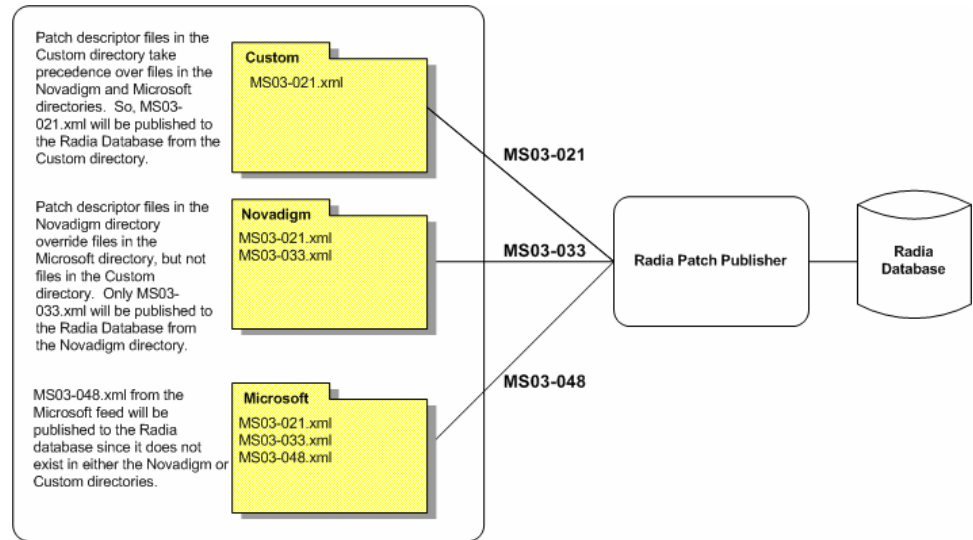 Patch descriptor files in the
Custom directory take
precedence over files in the
Novadigm and Microsoft
directories. So, MS03-
021.xml will be published to
the Radia Database from the
Custom directory.
Custom
MS03-021.xml
MS03-021
Patch descriptor files in the
Novadigm directory
override files in the
Microsoft directory, but not
files in the Custom
directory. Only MS03-
033.xml will be published to
the Radia Database from
the Novadigm directory.
Novadigm
MS03-021.xml
MS03-033.xml
MS03-033
Radia Patch Publisher
Radia
Database
MS03-048.xml from the
Microsoft feed will be
published to the Radia
database since it does not
exist in either the Novadigm or
Custom directories.
Microsoft
MS03-021.xml
MS03-033.xml
MS03-048.xml
MS03-048